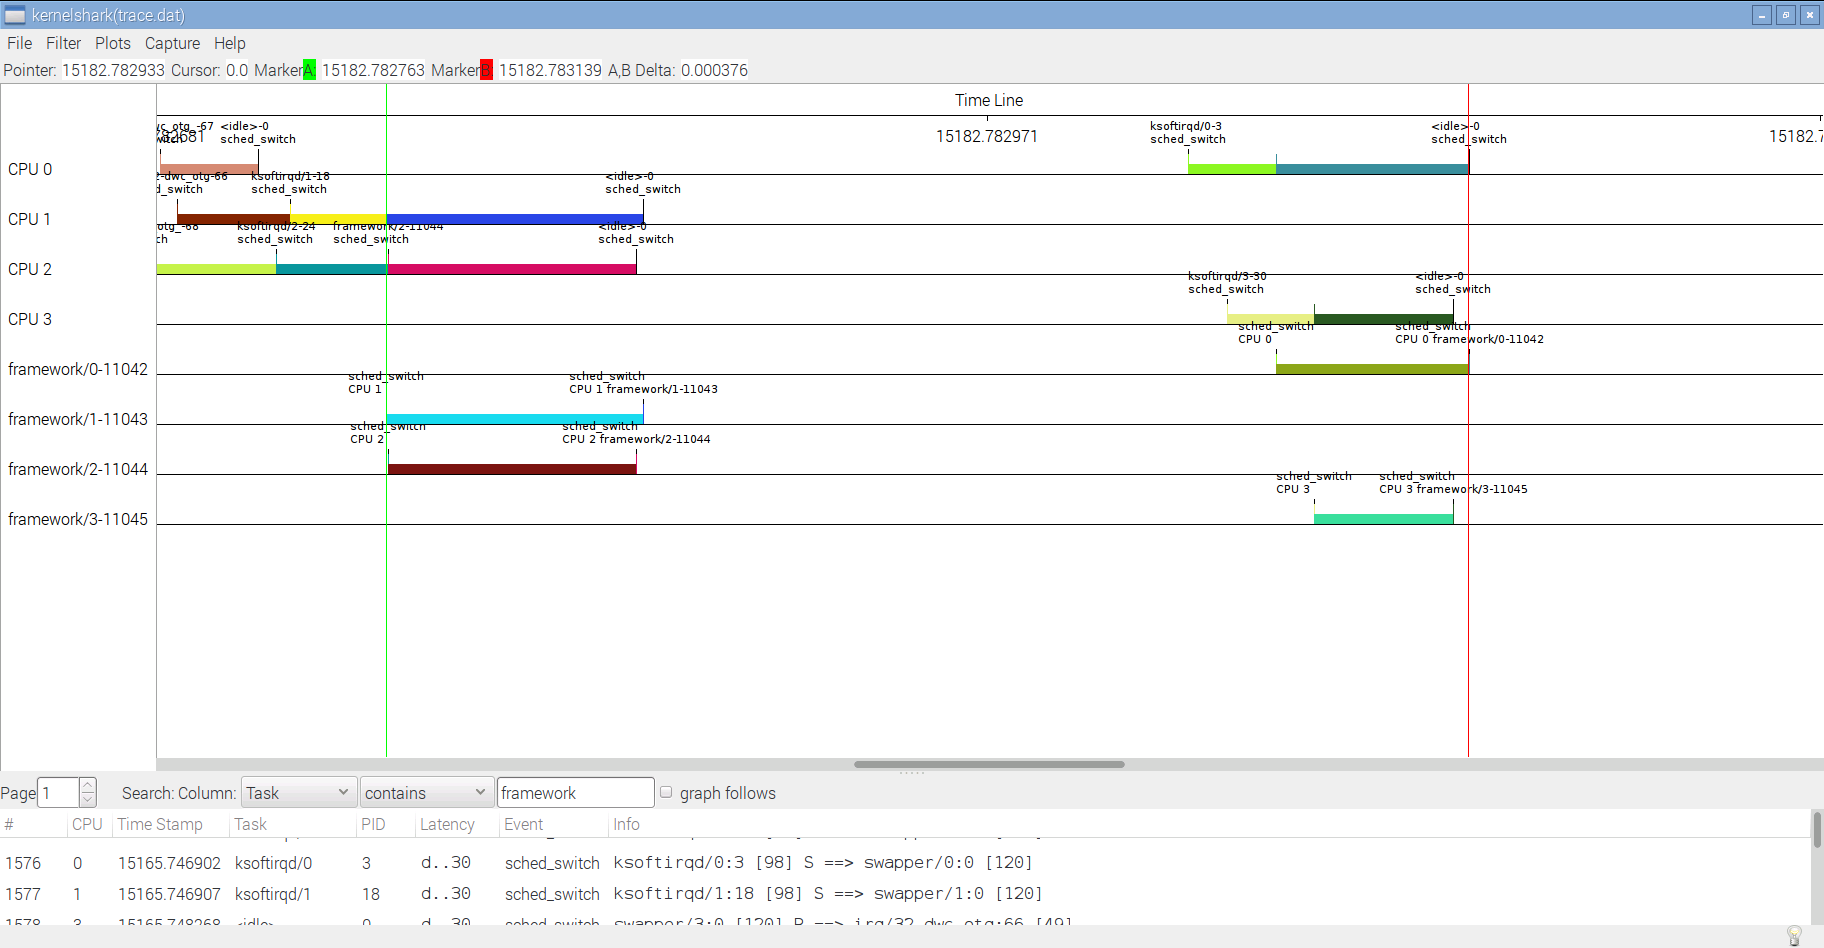 kernelshark(trace.dat)
File Filter Plots Capture Help
Pointer: 15182.782933 Cursor: 0.0 MarkerA: 15182.782763 MarkerB: 15182.783139 A,B Delta: 0.000376
Time Line
15182.782971
<idle>-0
sched_switch
ksoftirqd/0-3
sched_switch
<idle>-0
sched_switch
CPU 0
2-dwc_otg-66
d_switch
ksoftirqd/1-18
sched_switch
<idle>-0
sched_switch
CPU 1
otg_-68
ch
ksoftirqd/2-24
sched_switch
framework/2-11044
sched_switch
<idle>-0
sched_switch
CPU 2
ksoftirqd/3-30
sched_switch
<idle>-0
sched_switch
CPU 3
sched_switch
CPU 0
sched_switch
CPU 0 framework/0-11042
framework/0-11042
sched_switch
CPU 1
sched_switch
CPU 1 framework/1-11043
framework/1-11043
sched_switch
CPU 2
sched_switch
CPU 2 framework/2-11044
framework/2-11044
sched_switch
CPU 3
sched_switch
CPU 3 framework/3-11045
framework/3-11045
Page 1 Search: Column: Task contains framework graph follows
# CPU Time Stamp Task PID Latency Event Info
1576 0 15165.746902 ksoftirqd/0 3 d..30 sched_switch ksoftirqd/0:3 [98] S ==> swapper/0:0 [120]
1577 1 15165.746907 ksoftirqd/1 18 d..30 sched_switch ksoftirqd/1:18 [98] S ==> swapper/1:0 [120]
1578 3 15165.748268 <idle> 0 d..30 sched_switch swapper/3:0 [120] R ==> irq/32-dwc_otg:66 [49]